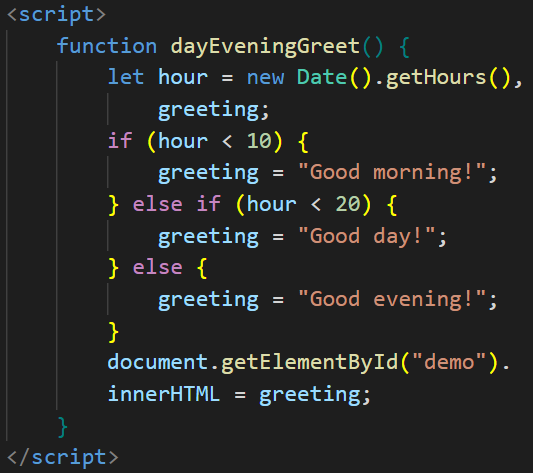 <script>
    function dayEveningGreet() {
        let hour = new Date().getHours(),
            greeting;
        if (hour < 10) {
            greeting = "Good morning!";
        } else if (hour < 20) {
            greeting = "Good day!";
        } else {
            greeting = "Good evening!";
        }
        document.getElementById("demo").
        innerHTML = greeting;
    }
</script>